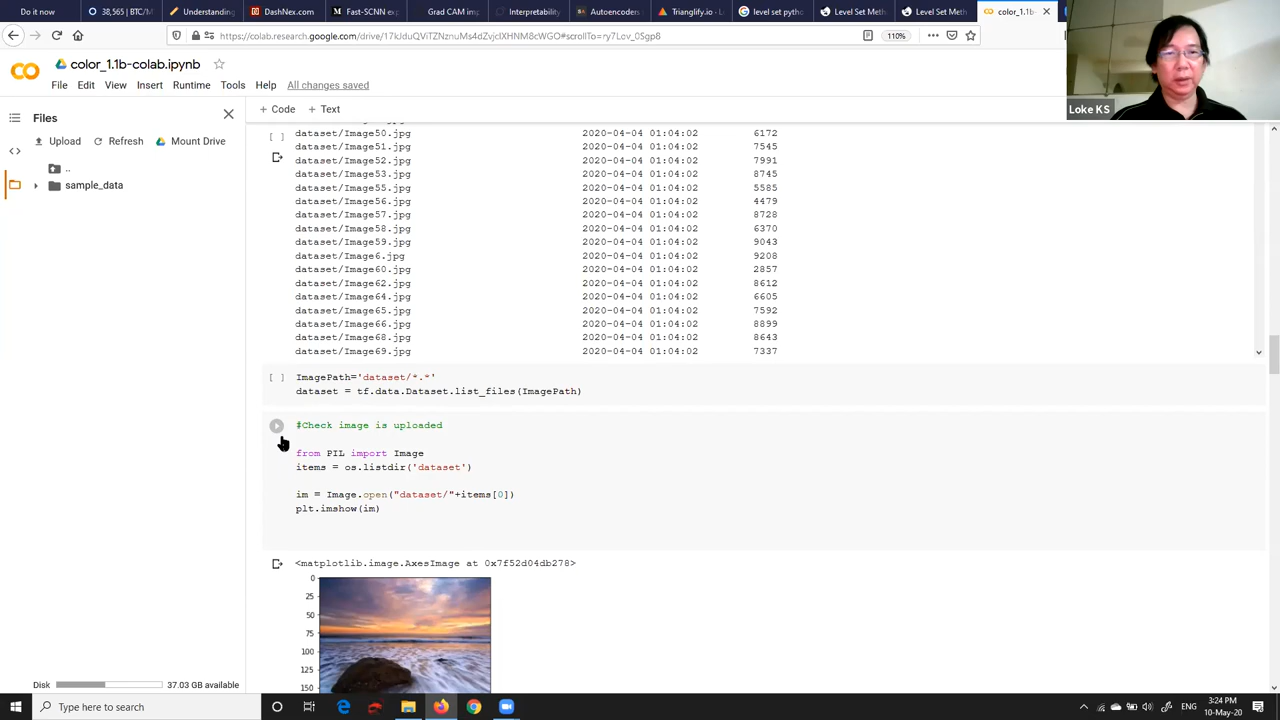 Do it now
38,565 | BTC/M
Understanding
DashNex.com
Fast-SCNN exp
Grad CAM imp
Interpretability
Autoencoders
Trianglify.io - L
level set pytho
Level Set Meth
Level Set Meth
color_1.1b-
https://colab.research.google.com/drive/
110%
color_1.1b-colab.ipynb
File Edit View Insert Runtime Tools Help All changes saved
Loke KS
+ Code + Text
Files
Upload Refresh Mount Drive
..
sample_data
Disk 37.03 GB available
[ ] dataset/Image50.jpg 2020-04-04 01:04:02 6172
dataset/Image51.jpg 2020-04-04 01:04:02 7545
dataset/Image52.jpg 2020-04-04 01:04:02 7991
dataset/Image53.jpg 2020-04-04 01:04:02 8745
dataset/Image55.jpg 2020-04-04 01:04:02 5585
dataset/Image56.jpg 2020-04-04 01:04:02 4479
dataset/Image57.jpg 2020-04-04 01:04:02 8728
dataset/Image58.jpg 2020-04-04 01:04:02 6370
dataset/Image59.jpg 2020-04-04 01:04:02 9043
dataset/Image6.jpg 2020-04-04 01:04:02 9208
dataset/Image60.jpg 2020-04-04 01:04:02 2857
dataset/Image62.jpg 2020-04-04 01:04:02 8612
dataset/Image64.jpg 2020-04-04 01:04:02 6605
dataset/Image65.jpg 2020-04-04 01:04:02 7592
dataset/Image66.jpg 2020-04-04 01:04:02 8899
dataset/Image68.jpg 2020-04-04 01:04:02 8643
dataset/Image69.jpg 2020-04-04 01:04:02 7337
[ ] ImagePath='dataset/*.*'
dataset = tf.data.Dataset.list_files(ImagePath)
#Check image is uploaded
from PIL import Image
items = os.listdir('dataset')
im = Image.open("dataset/"+items[0])
plt.imshow(im)
<matplotlib.image.AxesImage at 0x7f52d04db278>
0
25
50
75
100
125
150
Type here to search
ENG
3:24 PM
10-May-20